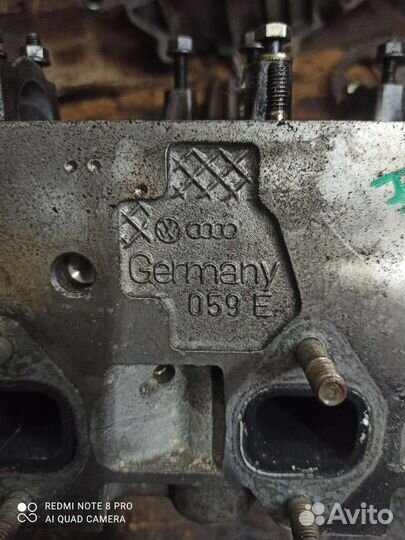 Germany
059 E
REDMI NOTE 8 PRO
AI QUAD CAMERA
Avito